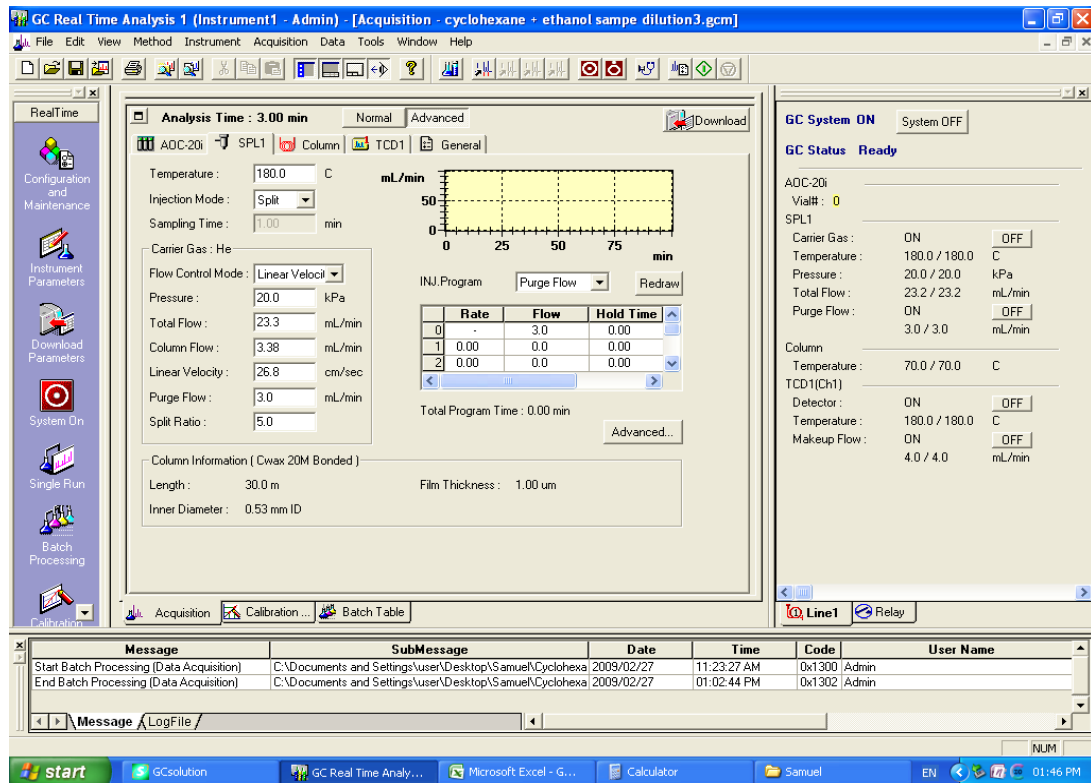 GC Real Time Analysis 1 (Instrument1 - Admin) - [Acquisition - cyclohexane + ethanol sampe dilution3.gcm]
File Edit View Method Instrument Acquisition Data Tools Window Help
RealTime
Configuration and Maintenance
Instrument Parameters
Download Parameters
System On
Single Run
Batch Processing
Calibration
Analysis Time : 3.00 min Normal Advanced Download
AOC-20i SPL1 Column TCD1 General
Temperature : 180.0 C
Injection Mode : Split
Sampling Time : 1.00 min
Carrier Gas : He
Flow Control Mode : Linear Velocit
Pressure : 20.0 kPa
Total Flow : 23.3 mL/min
Column Flow : 3.38 mL/min
Linear Velocity : 26.8 cm/sec
Purge Flow : 3.0 mL/min
Split Ratio : 5.0
mL/min
50
0
0 25 50 75
min
INJ.Program Purge Flow Redraw
Rate Flow Hold Time
0 - 3.0 0.00
1 0.00 0.0 0.00
2 0.00 0.0 0.00
Total Program Time : 0.00 min
Advanced...
Column Information ( Cwax 20M Bonded )
Length : 30.0 m Film Thickness : 1.00 um
Inner Diameter : 0.53 mm ID
Acquisition Calibration ... Batch Table
GC System ON System OFF
GC Status Ready
AOC-20i
Vial# : 0
SPL1
Carrier Gas : ON OFF
Temperature : 180.0 / 180.0 C
Pressure : 20.0 / 20.0 kPa
Total Flow : 23.2 / 23.2 mL/min
Purge Flow : ON OFF
3.0 / 3.0 mL/min
Column
Temperature : 70.0 / 70.0 C
TCD1(Ch1)
Detector : ON OFF
Temperature : 180.0 / 180.0 C
Makeup Flow : ON OFF
4.0 / 4.0 mL/min
Line1 Relay
Message SubMessage Date Time Code User Name
Start Batch Processing (Data Acquisition) C:\Documents and Settings\user\Desktop\Samuel\Cyclohexa 2009/02/27 11:23:27 AM 0x1300 Admin
End Batch Processing (Data Acquisition) C:\Documents and Settings\user\Desktop\Samuel\Cyclohexa 2009/02/27 01:02:44 PM 0x1302 Admin
Message LogFile
NUM
start GCsolution GC Real Time Analy... Microsoft Excel - G... Calculator Samuel EN 01:46 PM